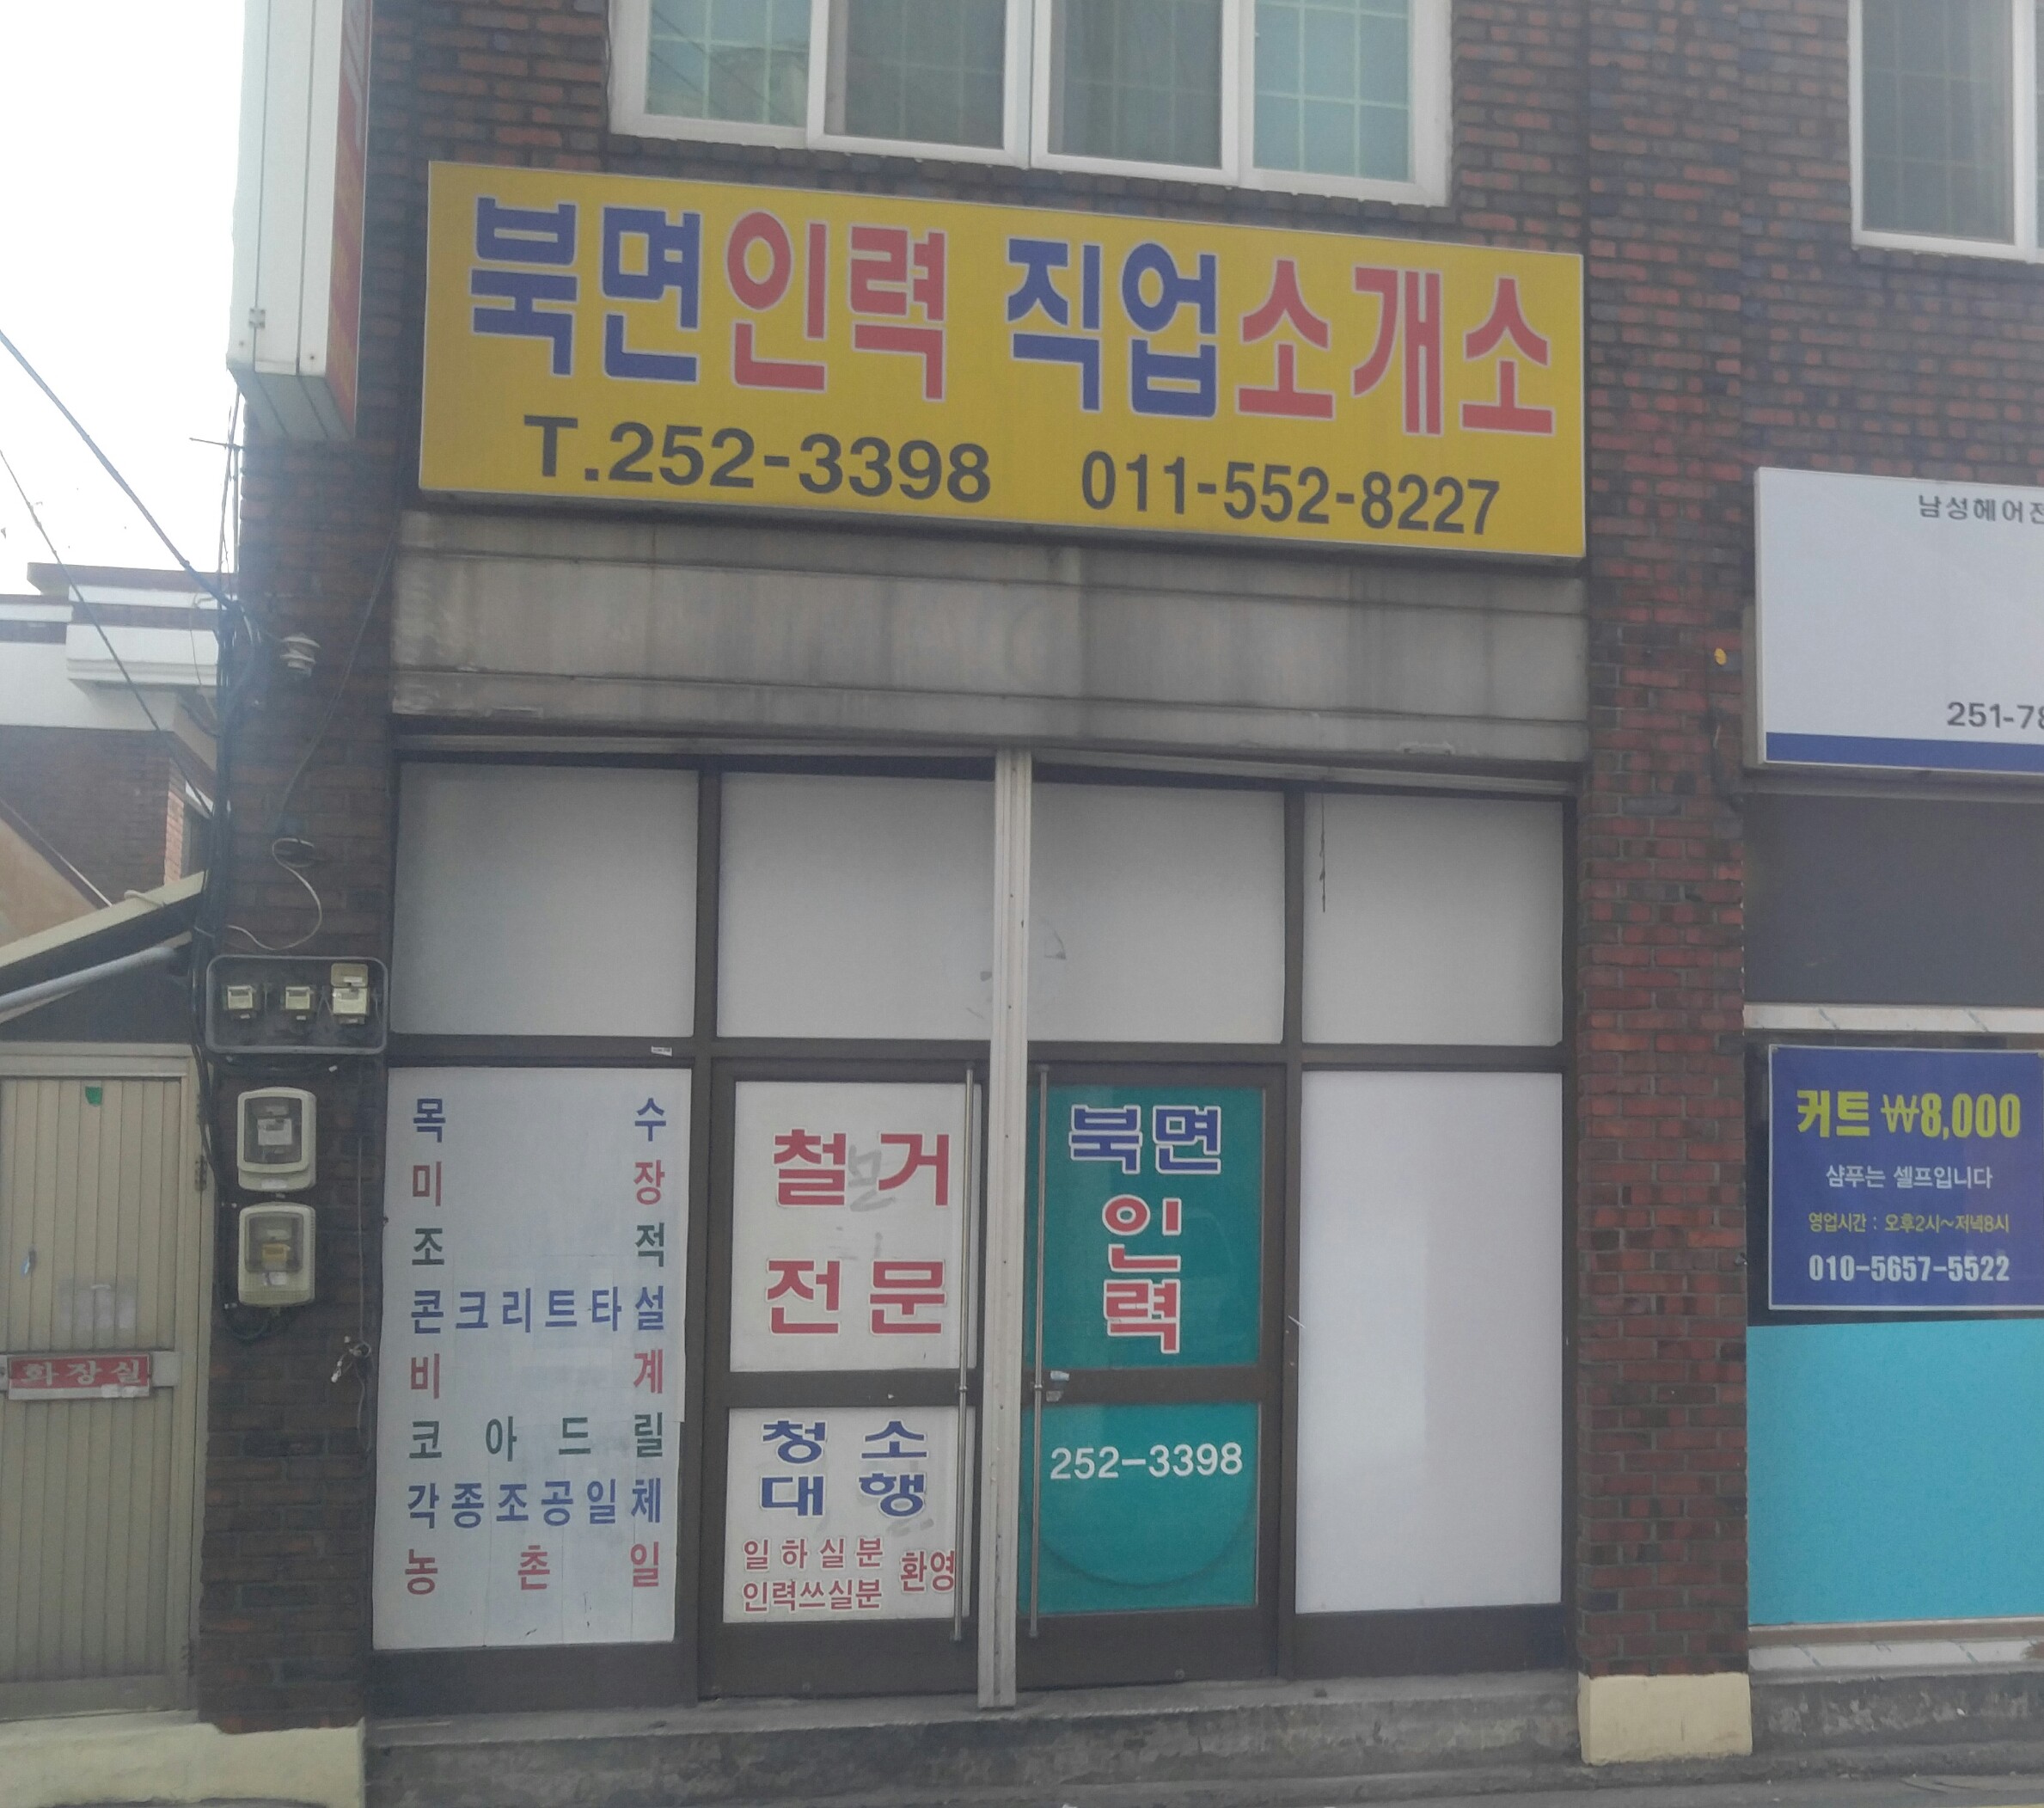 북면인력 직업소개소
T.252-3398 011-552-8227
남성헤어전
251-78
목수
미장
조적
콘크리트타설
비계
코아드릴
각종조공일체
농촌일
철거
전문
청소
대행
일하실분
인력쓰실분
환영
북면
인
력
252-3398
커트 ₩8,000
샴푸는 셀프입니다
영업시간 : 오후2시~저녁8시
010-5657-5522
화장실